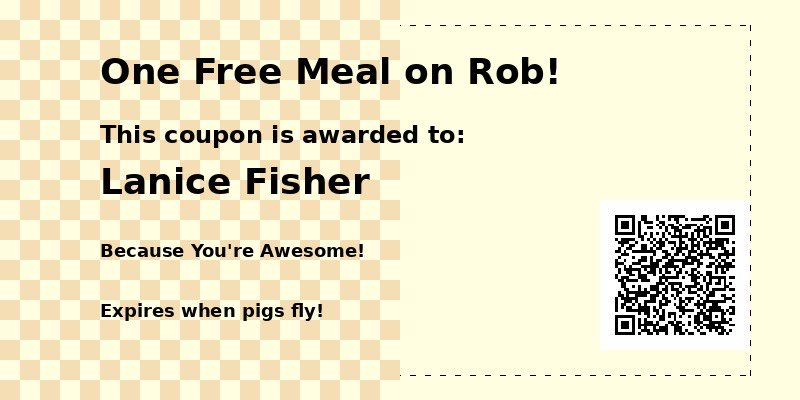 One Free Meal on Rob!
This coupon is awarded to:
Lanice Fisher
Because You're Awesome!
Expires when pigs fly!